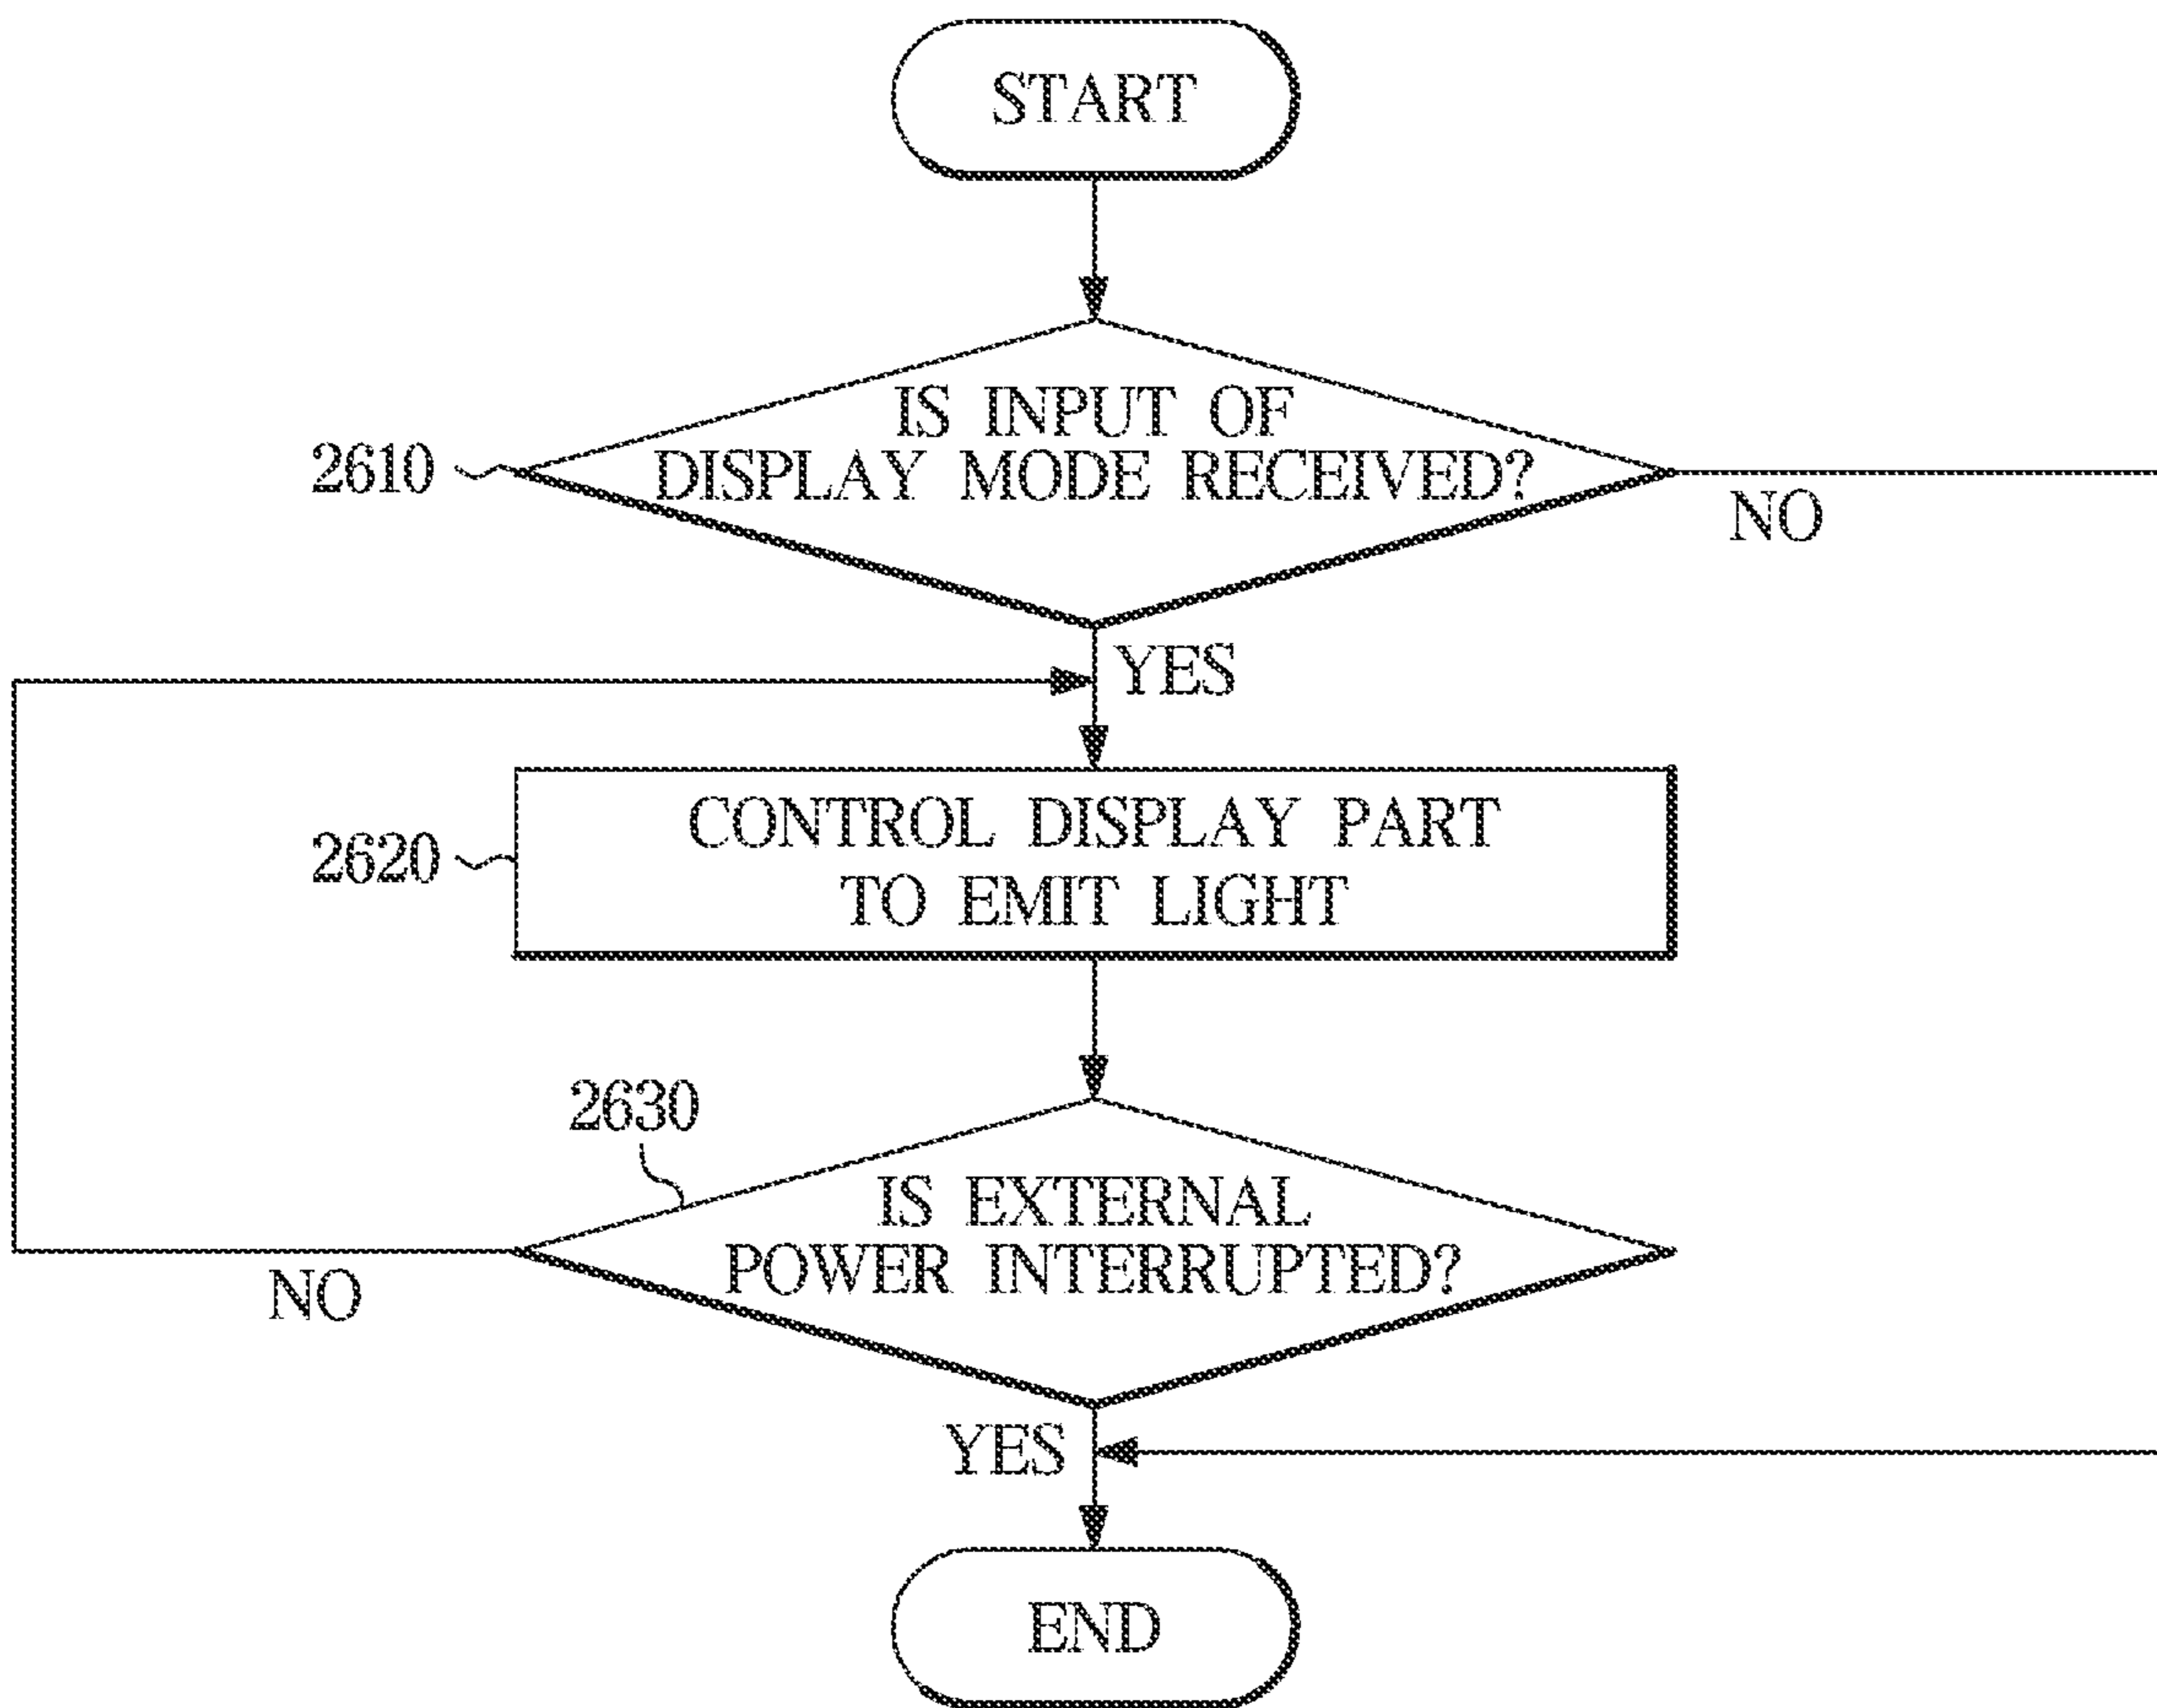 START
IS INPUT OF
DISPLAY MODE RECEIVED?
2610
NO
YES
CONTROL DISPLAY PART
TO EMIT LIGHT
2620
2630
IS EXTERNAL
POWER INTERRUPTED?
NO
YES
END